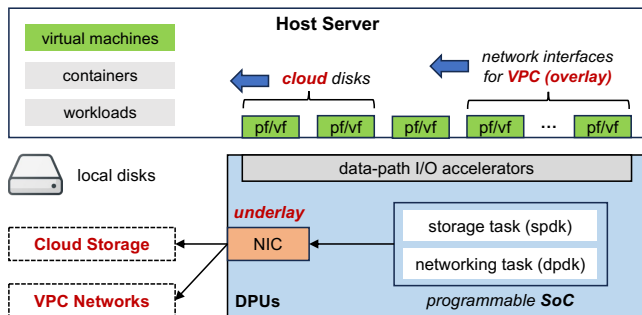 Host Server
virtual machines
containers
workloads
cloud disks
network interfaces
for VPC (overlay)
pf/vf
pf/vf
pf/vf
pf/vf
...
pf/vf
local disks
data-path I/O accelerators
underlay
Cloud Storage
NIC
storage task (spdk)
networking task (dpdk)
VPC Networks
DPUs
programmable SoC